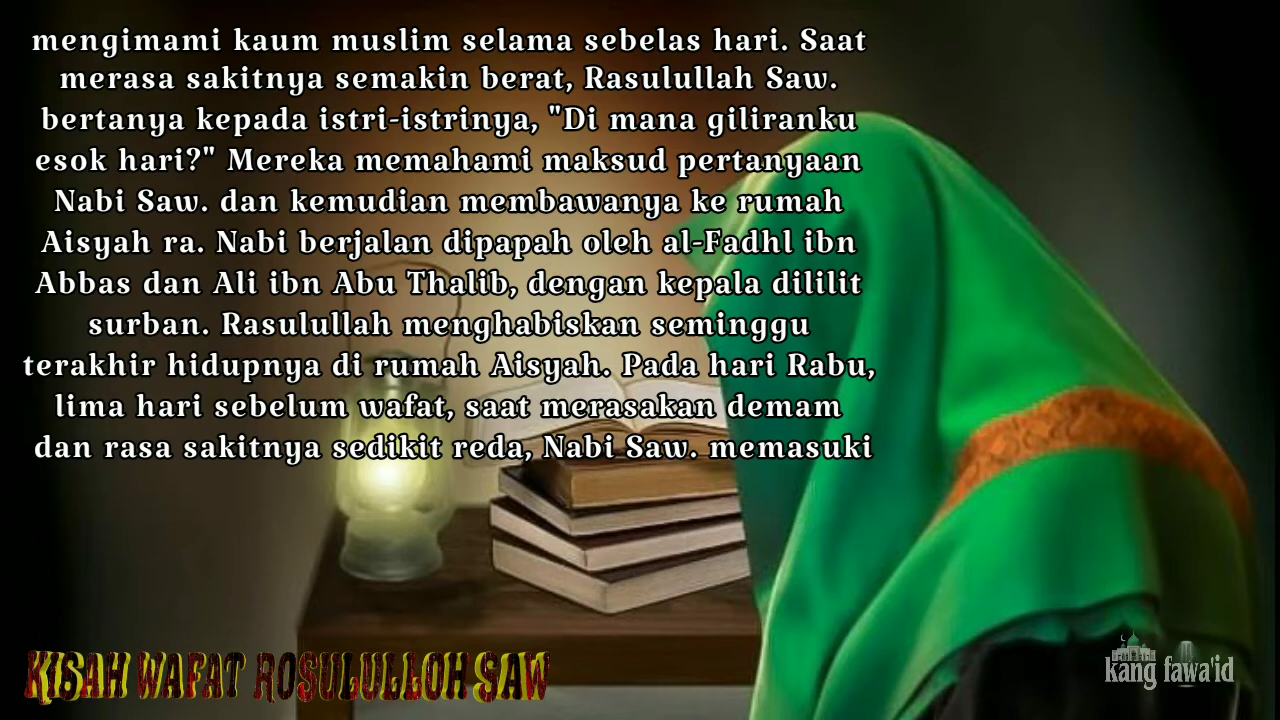 mengimami kaum muslim selama sebelas hari. Saat
merasa sakitnya semakin berat, Rasulullah Saw.
bertanya kepada istri-istrinya, "Di mana giliranku
esok hari?" Mereka memahami maksud pertanyaan
Nabi Saw. dan kemudian membawanya ke rumah
Aisyah ra. Nabi berjalan dipapah oleh al-Fadhl ibn
Abbas dan Ali ibn Abu Thalib, dengan kepala dililit
surban. Rasulullah menghabiskan seminggu
terakhir hidupnya di rumah Aisyah. Pada hari Rabu,
lima hari sebelum wafat, saat merasakan demam
dan rasa sakitnya sedikit reda, Nabi Saw. memasuki
KISAH WAFAT ROSULULLOH SAW
kang fawa'id